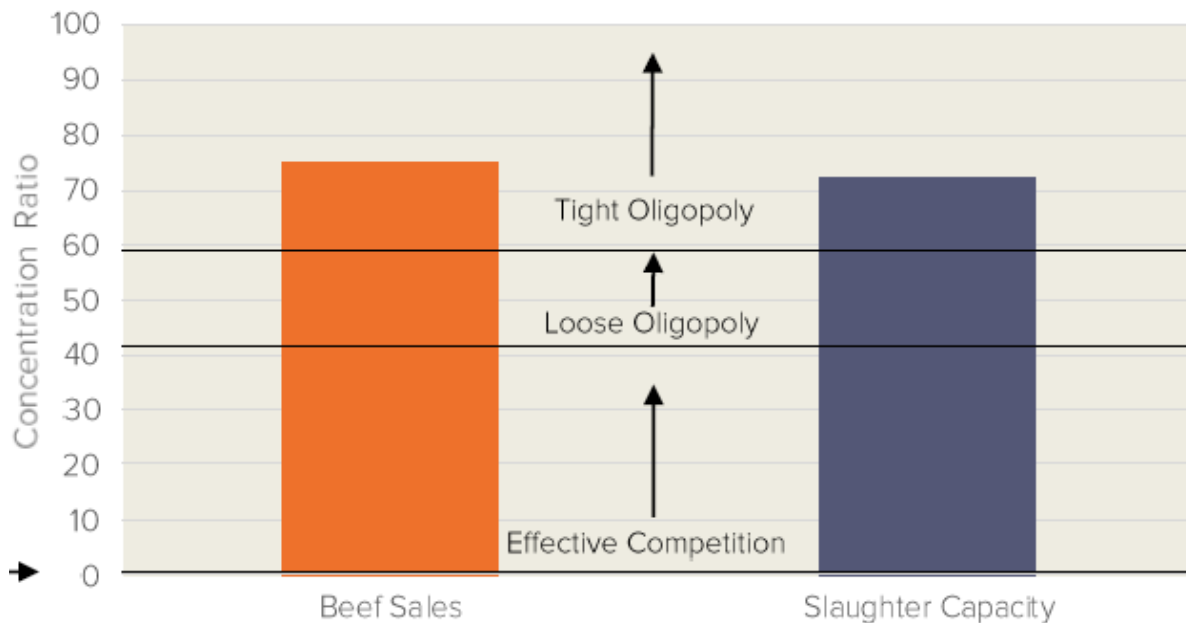 100
90
80
70
60
50
40
30
20
10
0
Concentration Ratio
Tight Oligopoly
Loose Oligopoly
Effective Competition
Beef Sales
Slaughter Capacity